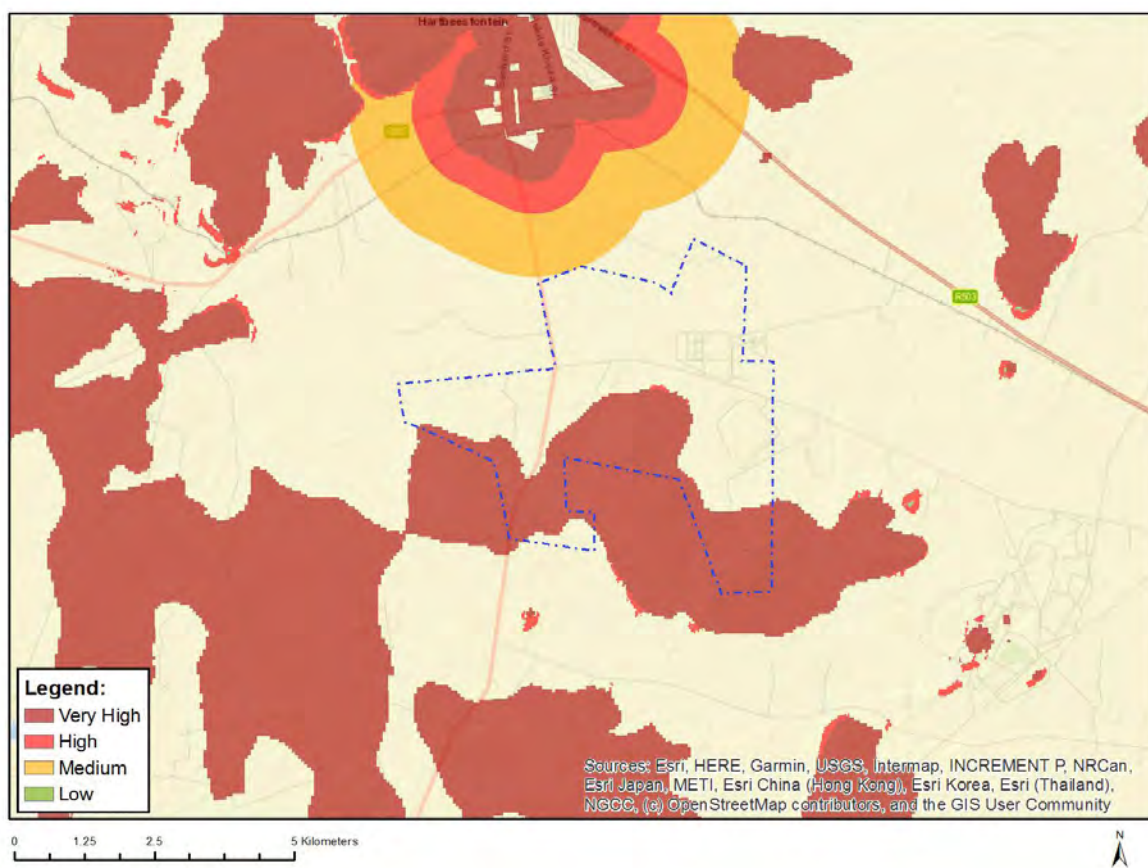 Hartbeestontein
R503
Legend:
Very High
High
Medium
Low
Sources: Esri, HERE, Garmin, USGS, Intermap, INCREMENT P, NRCan,
Esri Japan, METI, Esri China (Hong Kong), Esri Korea, Esri (Thailand),
NGCC, (c) OpenStreetMap contributors, and the GIS User Community
0 1.25 2.5 5 Kilometers
N